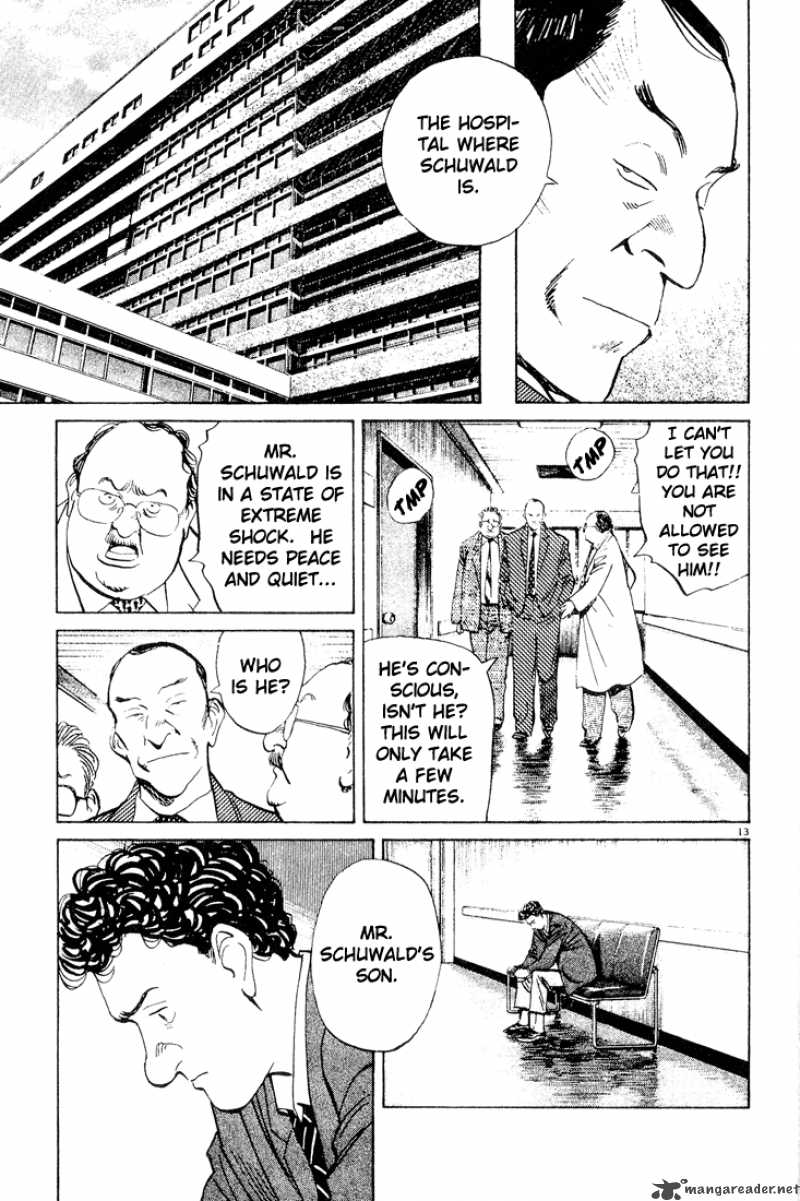 THE HOSPI-
TAL WHERE
SCHUWALD
IS.
I CAN'T
LET YOU
DO THAT!!
YOU ARE
NOT
ALLOWED
TO SEE
HIM!!
TMP
TMP
HE'S CON-
SCIOUS,
ISN'T HE?
THIS WILL
ONLY TAKE
A FEW
MINUTES.
MR.
SCHUWALD IS
IN A STATE OF
EXTREME
SHOCK. HE
NEEDS PEACE
AND QUIET...
WHO
IS HE?
13
MR.
SCHUWALD'S
SON.
mangareader.net